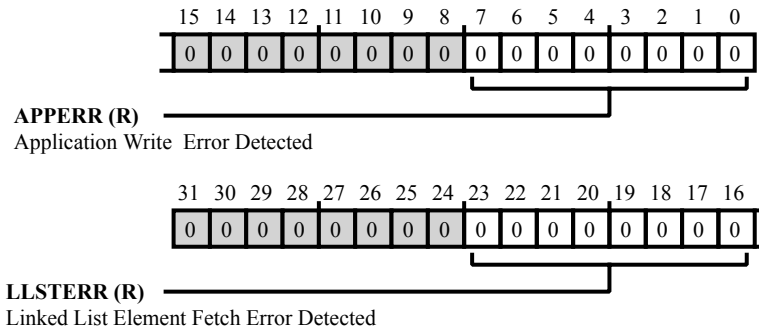 15 14 13 12 11 10 9 8 7 6 5 4 3 2 1 0
0 0 0 0 0 0 0 0 0 0 0 0 0 0 0 0
APPERR (R)
Application Write Error Detected
31 30 29 28 27 26 25 24 23 22 21 20 19 18 17 16
0 0 0 0 0 0 0 0 0 0 0 0 0 0 0 0
LLSTERR (R)
Linked List Element Fetch Error Detected